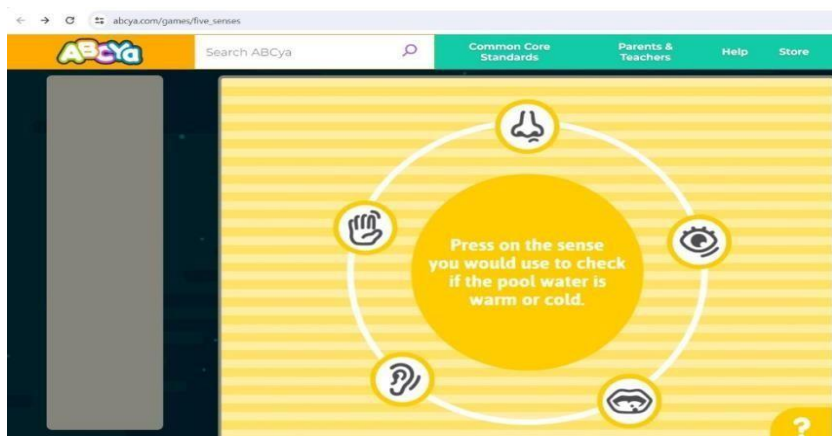 abcya.com/games/five_senses
ABCYa
Search ABCya
Common Core
Standards
Parents &
Teachers
Help
Store
Press on the sense
you would use to check
if the pool water is
warm or cold.
?